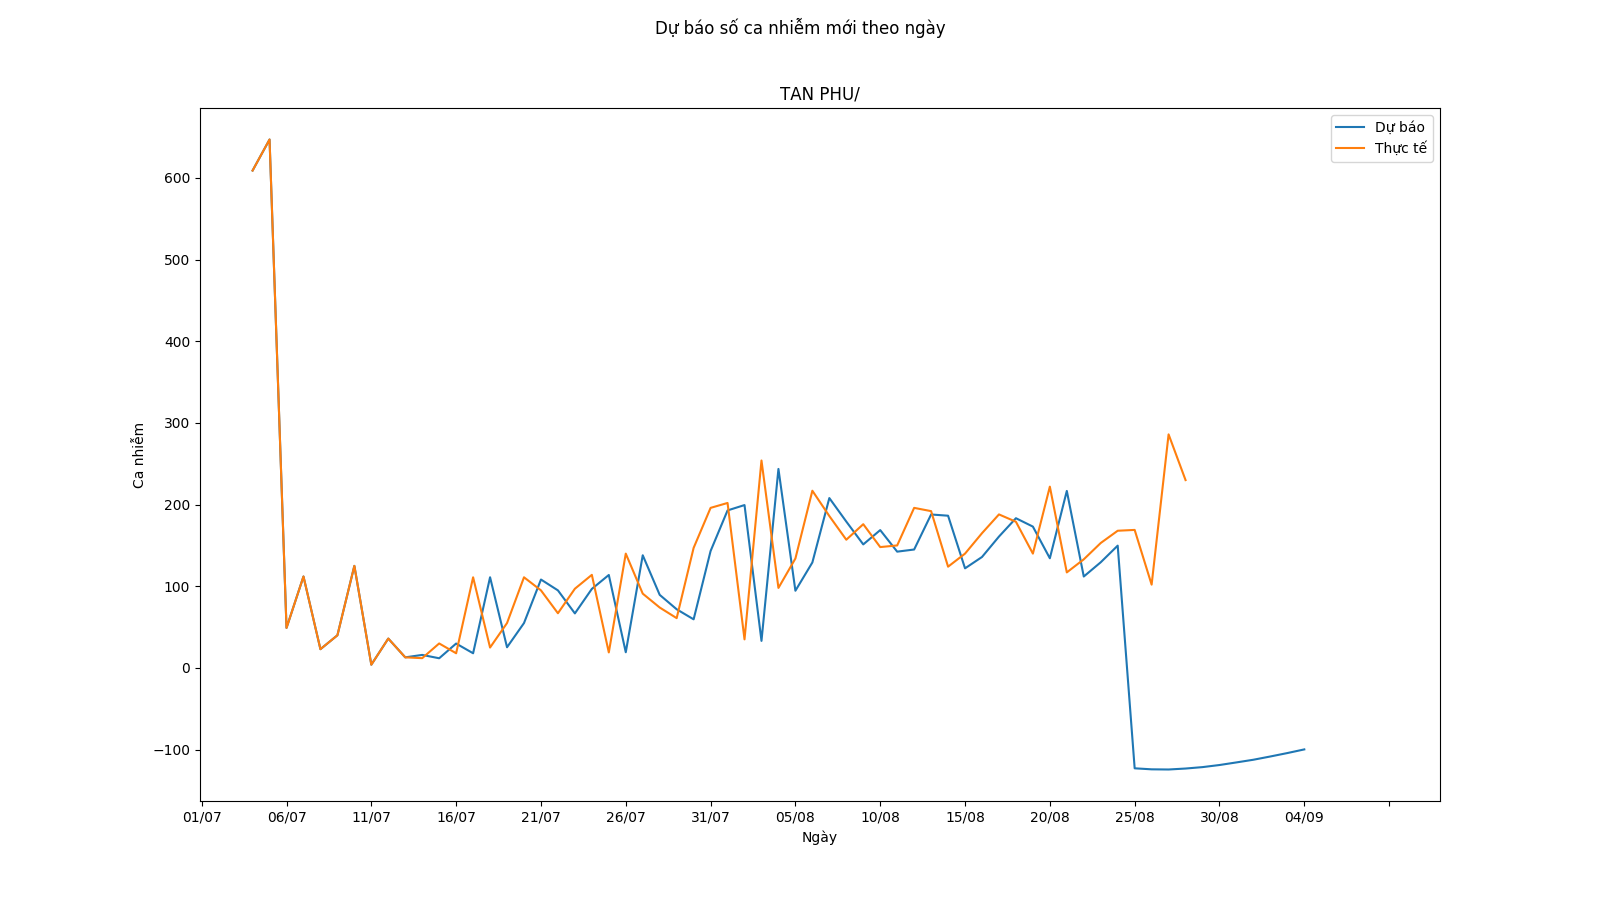 Dự báo số ca nhiễm mới theo ngày
TAN PHU/
Dự báo
Thực tế
600
500
400
300
200
100
0
−100
Ca nhiễm
01/07 06/07 11/07 16/07 21/07 26/07 31/07 05/08 10/08 15/08 20/08 25/08 30/08 04/09
Ngày